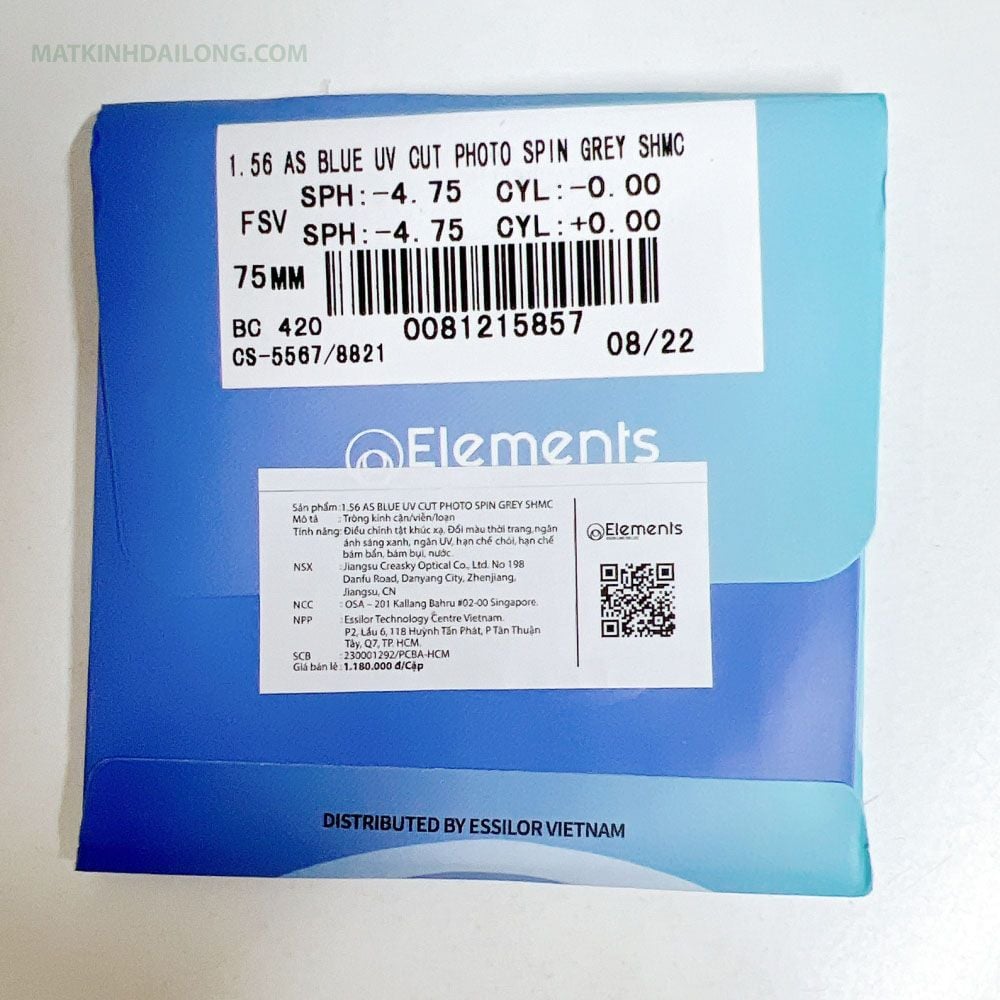 MATKINHDAILONG.COM
1.56 AS BLUE UV CUT PHOTO SPIN GREY SHMC
SPH:-4.75 CYL:-0.00
FSV
SPH:-4.75 CYL:+0.00
75MM
BC 420
0081215857
CS-5567/8821
08/22
Elements
Sản phẩm:1.56 AS BLUE UV CUT PHOTO SPIN GREY SHMC
Mô tả : Tròng kính cận/viễn/loạn
Tính năng: Điều chỉnh tật khúc xạ. Đổi màu thời trang, ngăn
ánh sáng xanh, ngăn UV, hạn chế chói, hạn chế
bám bẩn, bám bụi, nước.
NSX : Jiangsu Creasky Optical Co., Ltd. No 198
Danfu Road, Danyang City, Zhenjiang,
Jiangsu, CN
NCC : OSA – 201 Kallang Bahru #02-00 Singapore.
NPP : Essilor Technology Centre Vietnam.
P2, Lầu 6, 118 Huỳnh Tấn Phát, P Tân Thuận
Tây, Q7, TP. HCM.
SCB : 230001292/PCBA-HCM
Giá bán lẻ : 1.180.000 đ/Cặp
Elements
DISTRIBUTED BY ESSILOR VIETNAM